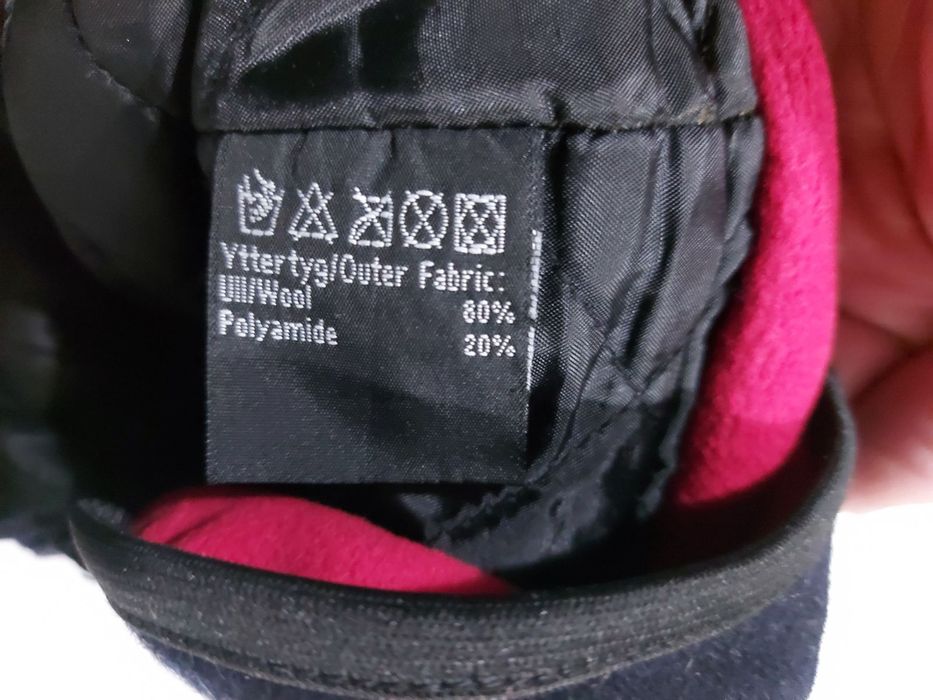 Yttertyg/Outer Fabric:
Ull/Wool 80%
Polyamide 20%